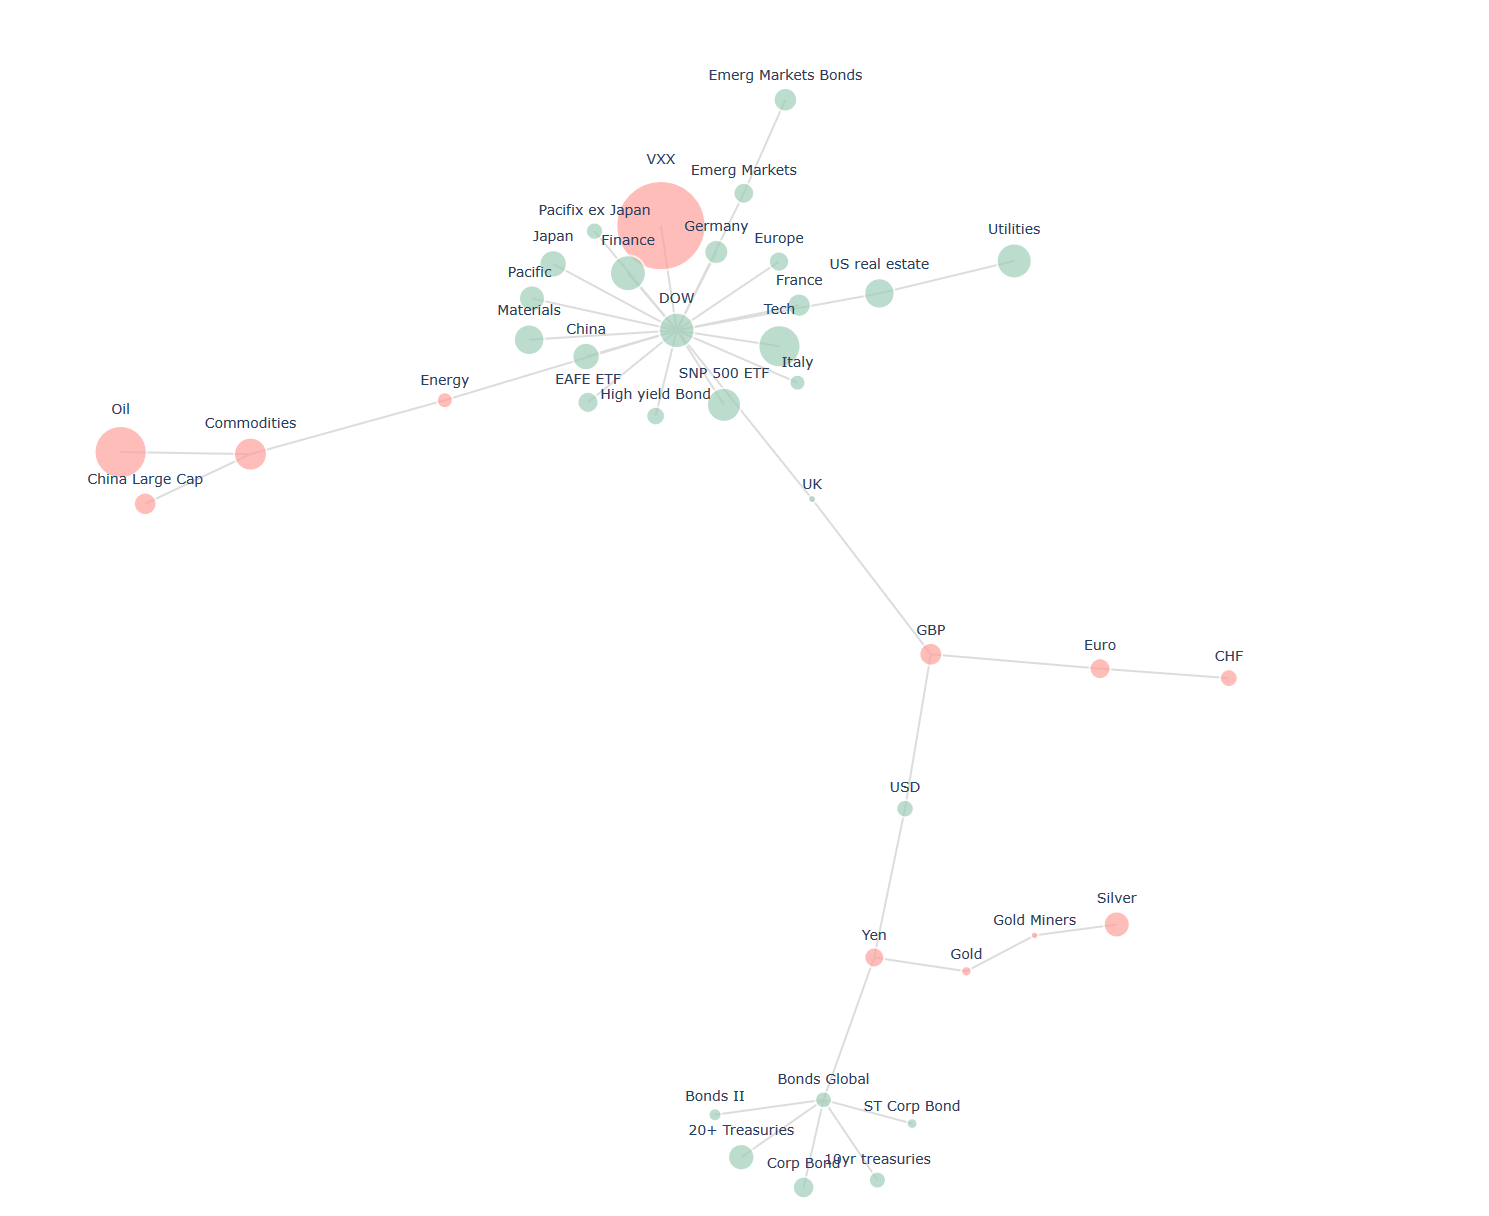 Emerg Markets Bonds
VXX
Emerg Markets
Pacifix ex Japan
Germany
Utilities
Japan
Finance
Europe
US real estate
Pacific
France
DOW
Materials
Tech
China
Italy
SNP 500 ETF
Energy
EAFE ETF
High yield Bond
Oil
Commodities
China Large Cap
UK
GBP
Euro
CHF
USD
Silver
Gold Miners
Yen
Gold
Bonds Global
Bonds II
ST Corp Bond
20+ Treasuries
Corp Bond
10yr treasuries